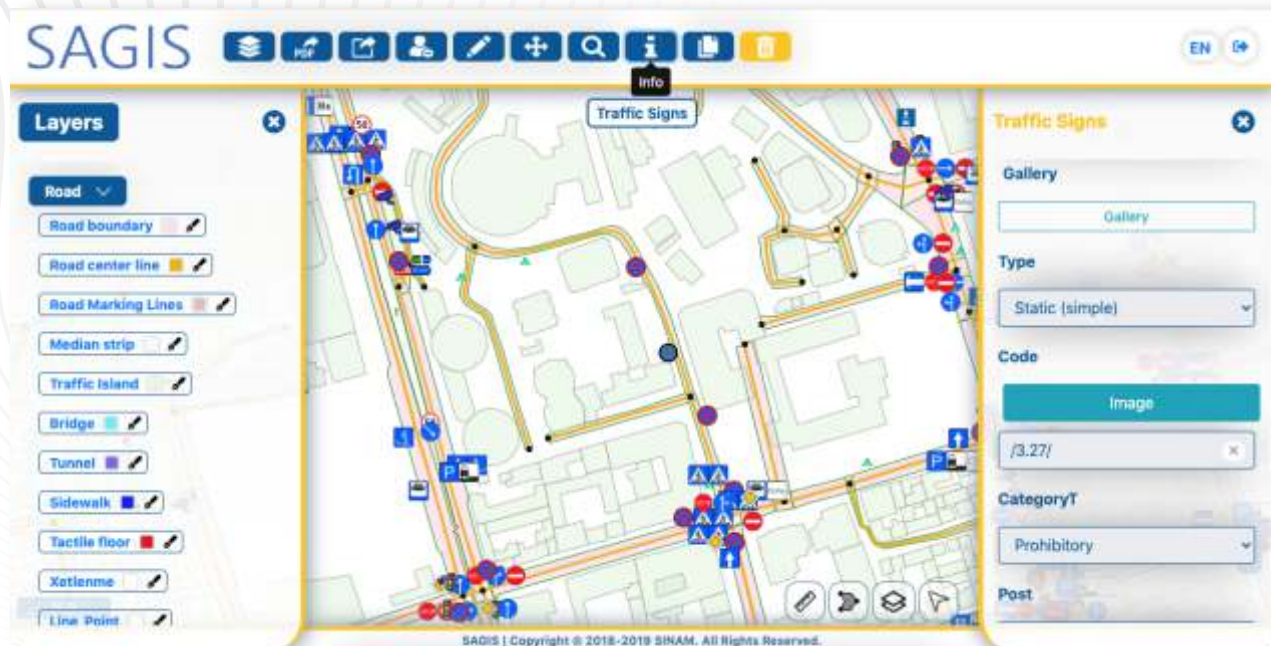 SAGIS
PDF
EN
Info
Layers
Traffic Signs
Traffic Signs
Road
Gallery
Road boundary
Gallery
Road center line
Type
Road Marking Lines
Static (simple)
Median strip
Code
Traffic Island
Image
Bridge
/3.27/
Tunnel
CategoryT
Sidewalk
Prohibitory
Tactile floor
Post
Xetlenme
Line_Point
P
P
SAGIS | Copyright © 2018-2019 SINAM. All Rights Reserved.